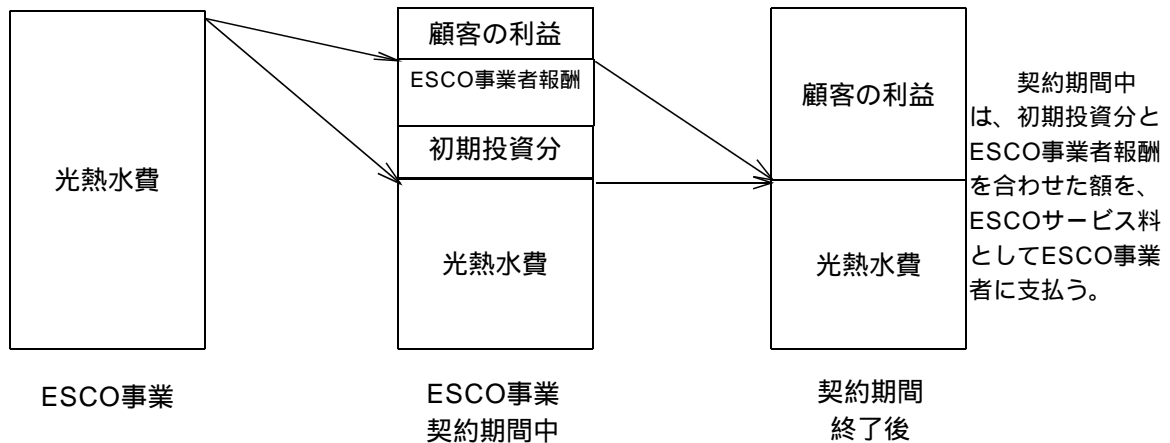 光熱水費
ESCO事業
顧客の利益
ESCO事業者報酬
初期投資分
光熱水費
ESCO事業
契約期間中
顧客の利益
光熱水費
契約期間
終了後
契約期間中
は、初期投資分と
ESCO事業者報酬
を合わせた額を、
ESCOサービス料
としてESCO事業
者に支払う。